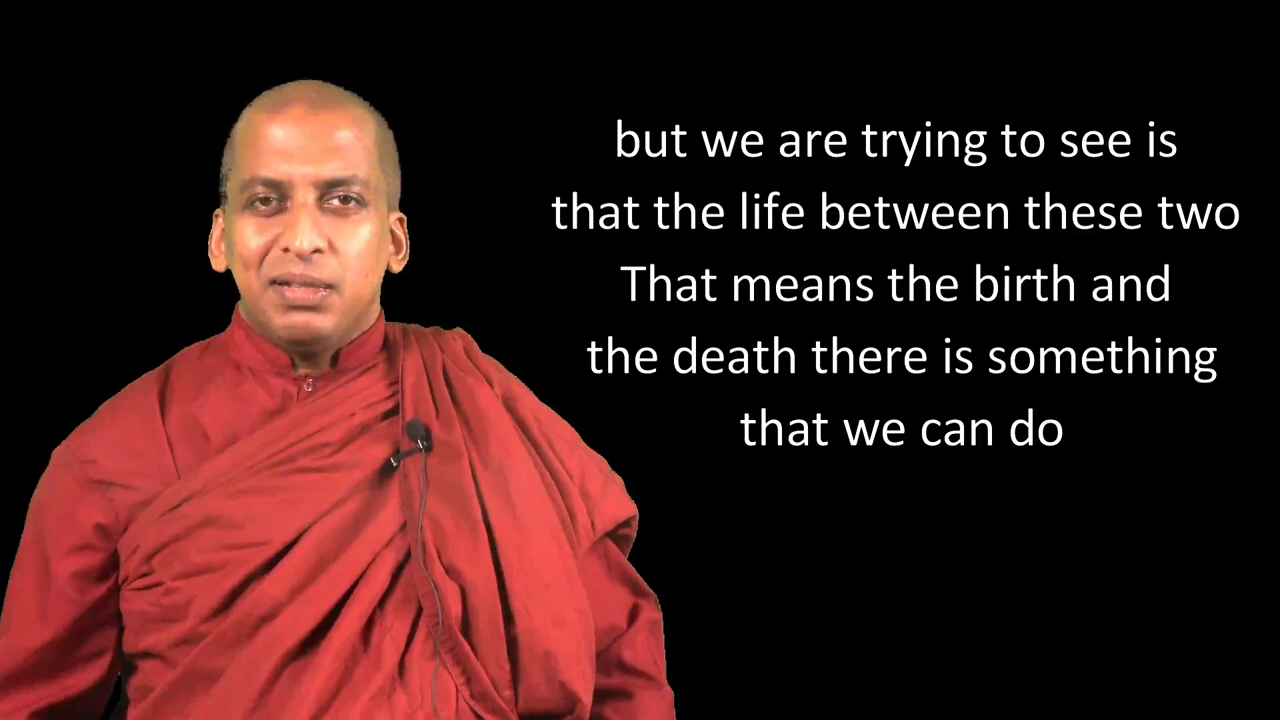 but we are trying to see is
that the life between these two
That means the birth and
the death there is something
that we can do